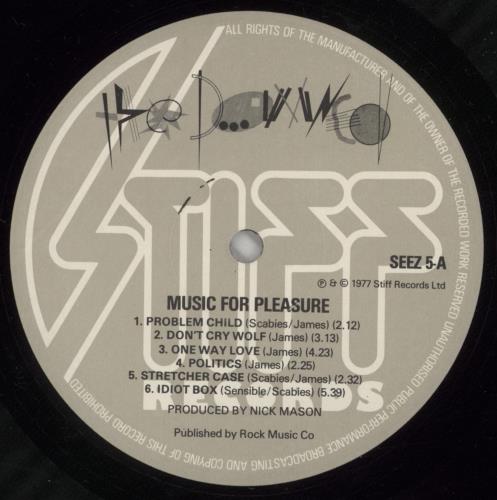 ALL RIGHTS OF THE MANUFACTURER AND OF THE OWNER OF THE RECORDED WORK RESERVED UNAUTHORISED PUBLIC PERFORMANCE BROADCASTING AND COPYING OF THIS RECORD PROHIBITED
STIFF
RECORDS
SEEZ 5-A
℗ & © 1977 Stiff Records Ltd
MUSIC FOR PLEASURE
1. PROBLEM CHILD (Scabies/James) (2.12)
2. DON'T CRY WOLF (James) (3.13)
3. ONE WAY LOVE (James) (4.23)
4. POLITICS (James) (2.25)
5. STRETCHER CASE (Scabies/James) (2.32)
6. IDIOT BOX (Sensible/Scabies) (5.39)
PRODUCED BY NICK MASON
Published by Rock Music Co